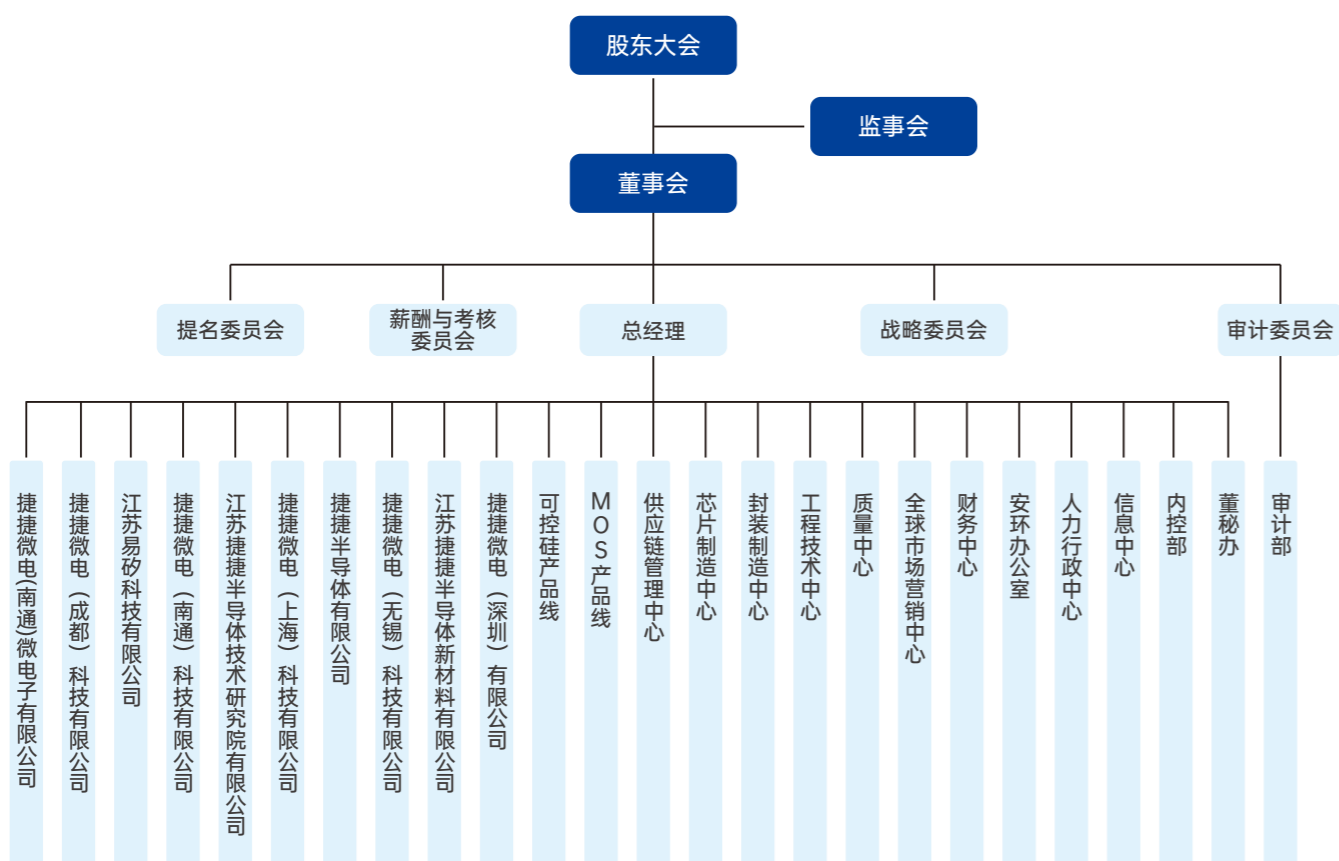 股东大会
监事会
董事会
提名委员会
薪酬与考核
委员会
总经理
战略委员会
审计委员会
捷捷微电(南通)微电子有限公司
捷捷微电（成都）科技有限公司
江苏易矽科技有限公司
捷捷微电（南通）科技有限公司
江苏捷捷半导体技术研究院有限公司
捷捷微电（上海）科技有限公司
捷捷半导体有限公司
捷捷微电（无锡）科技有限公司
江苏捷捷半导体新材料有限公司
捷捷微电（深圳）有限公司
可控硅产品线
MOS产品线
供应链管理中心
芯片制造中心
封装制造中心
工程技术中心
质量中心
全球市场营销中心
财务中心
安环办公室
人力行政中心
信息中心
内控部
董秘办
审计部